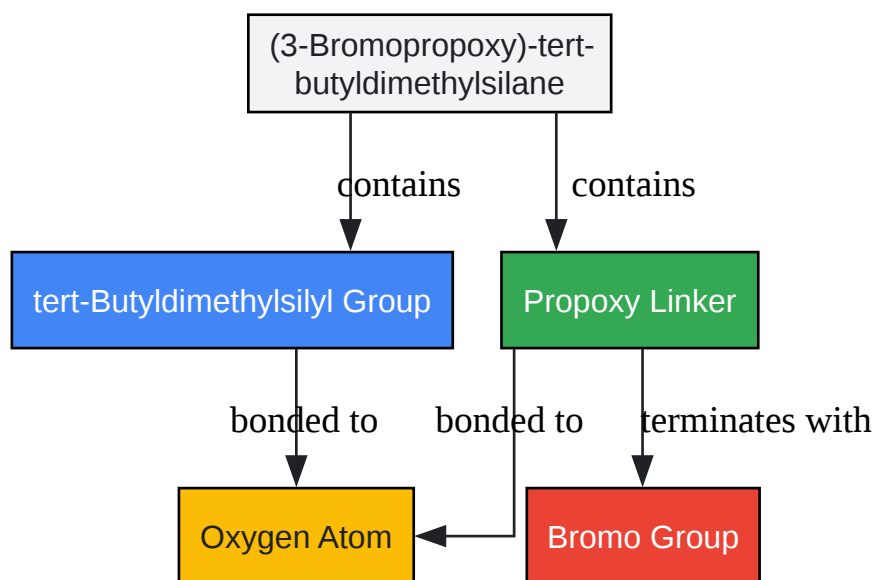 (3-Bromopropoxy)-tert-
butyldimethylsilane
contains
contains
tert-Butyldimethylsilyl Group
Propoxy Linker
bonded to
bonded to
terminates with
Oxygen Atom
Bromo Group